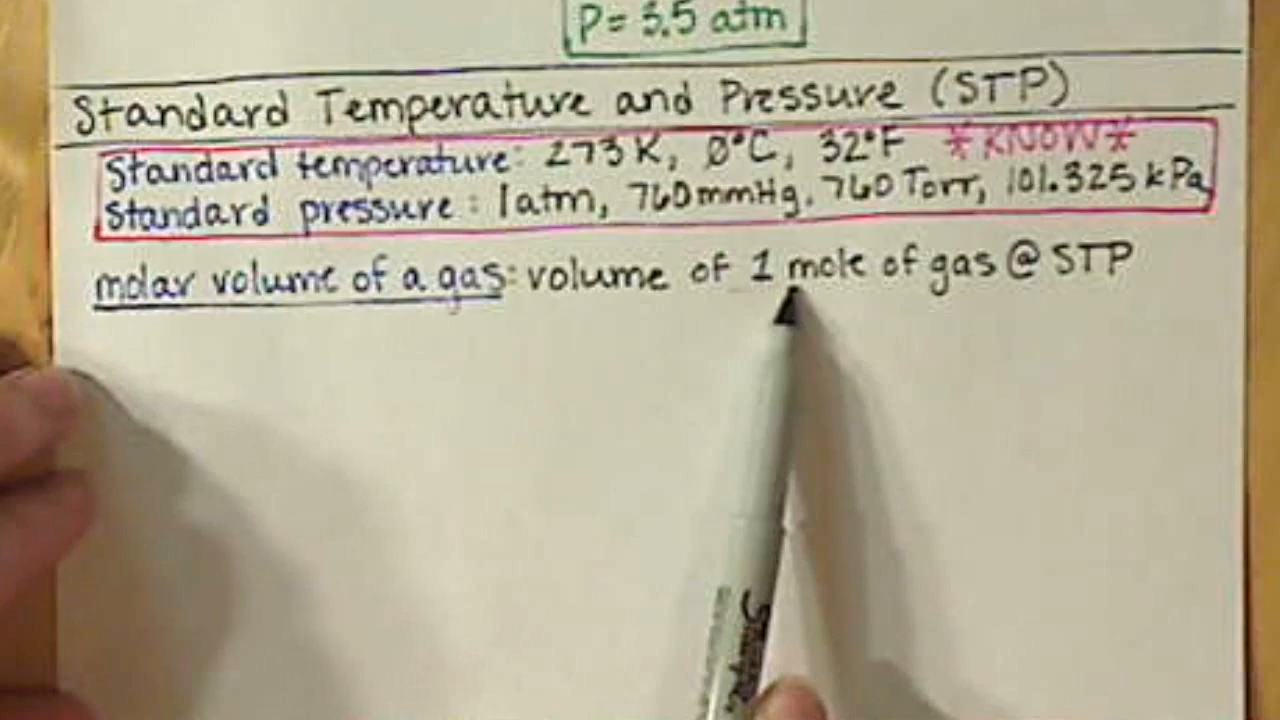 P = 3.5 atm
Standard Temperature and Pressure (STP)
Standard temperature: 273 K, 0°C, 32°F *KNOW*
Standard pressure: 1 atm, 760 mmHg, 760 Torr, 101.325 kPa
molar volume of a gas: volume of 1 mole of gas @ STP
Sharpie